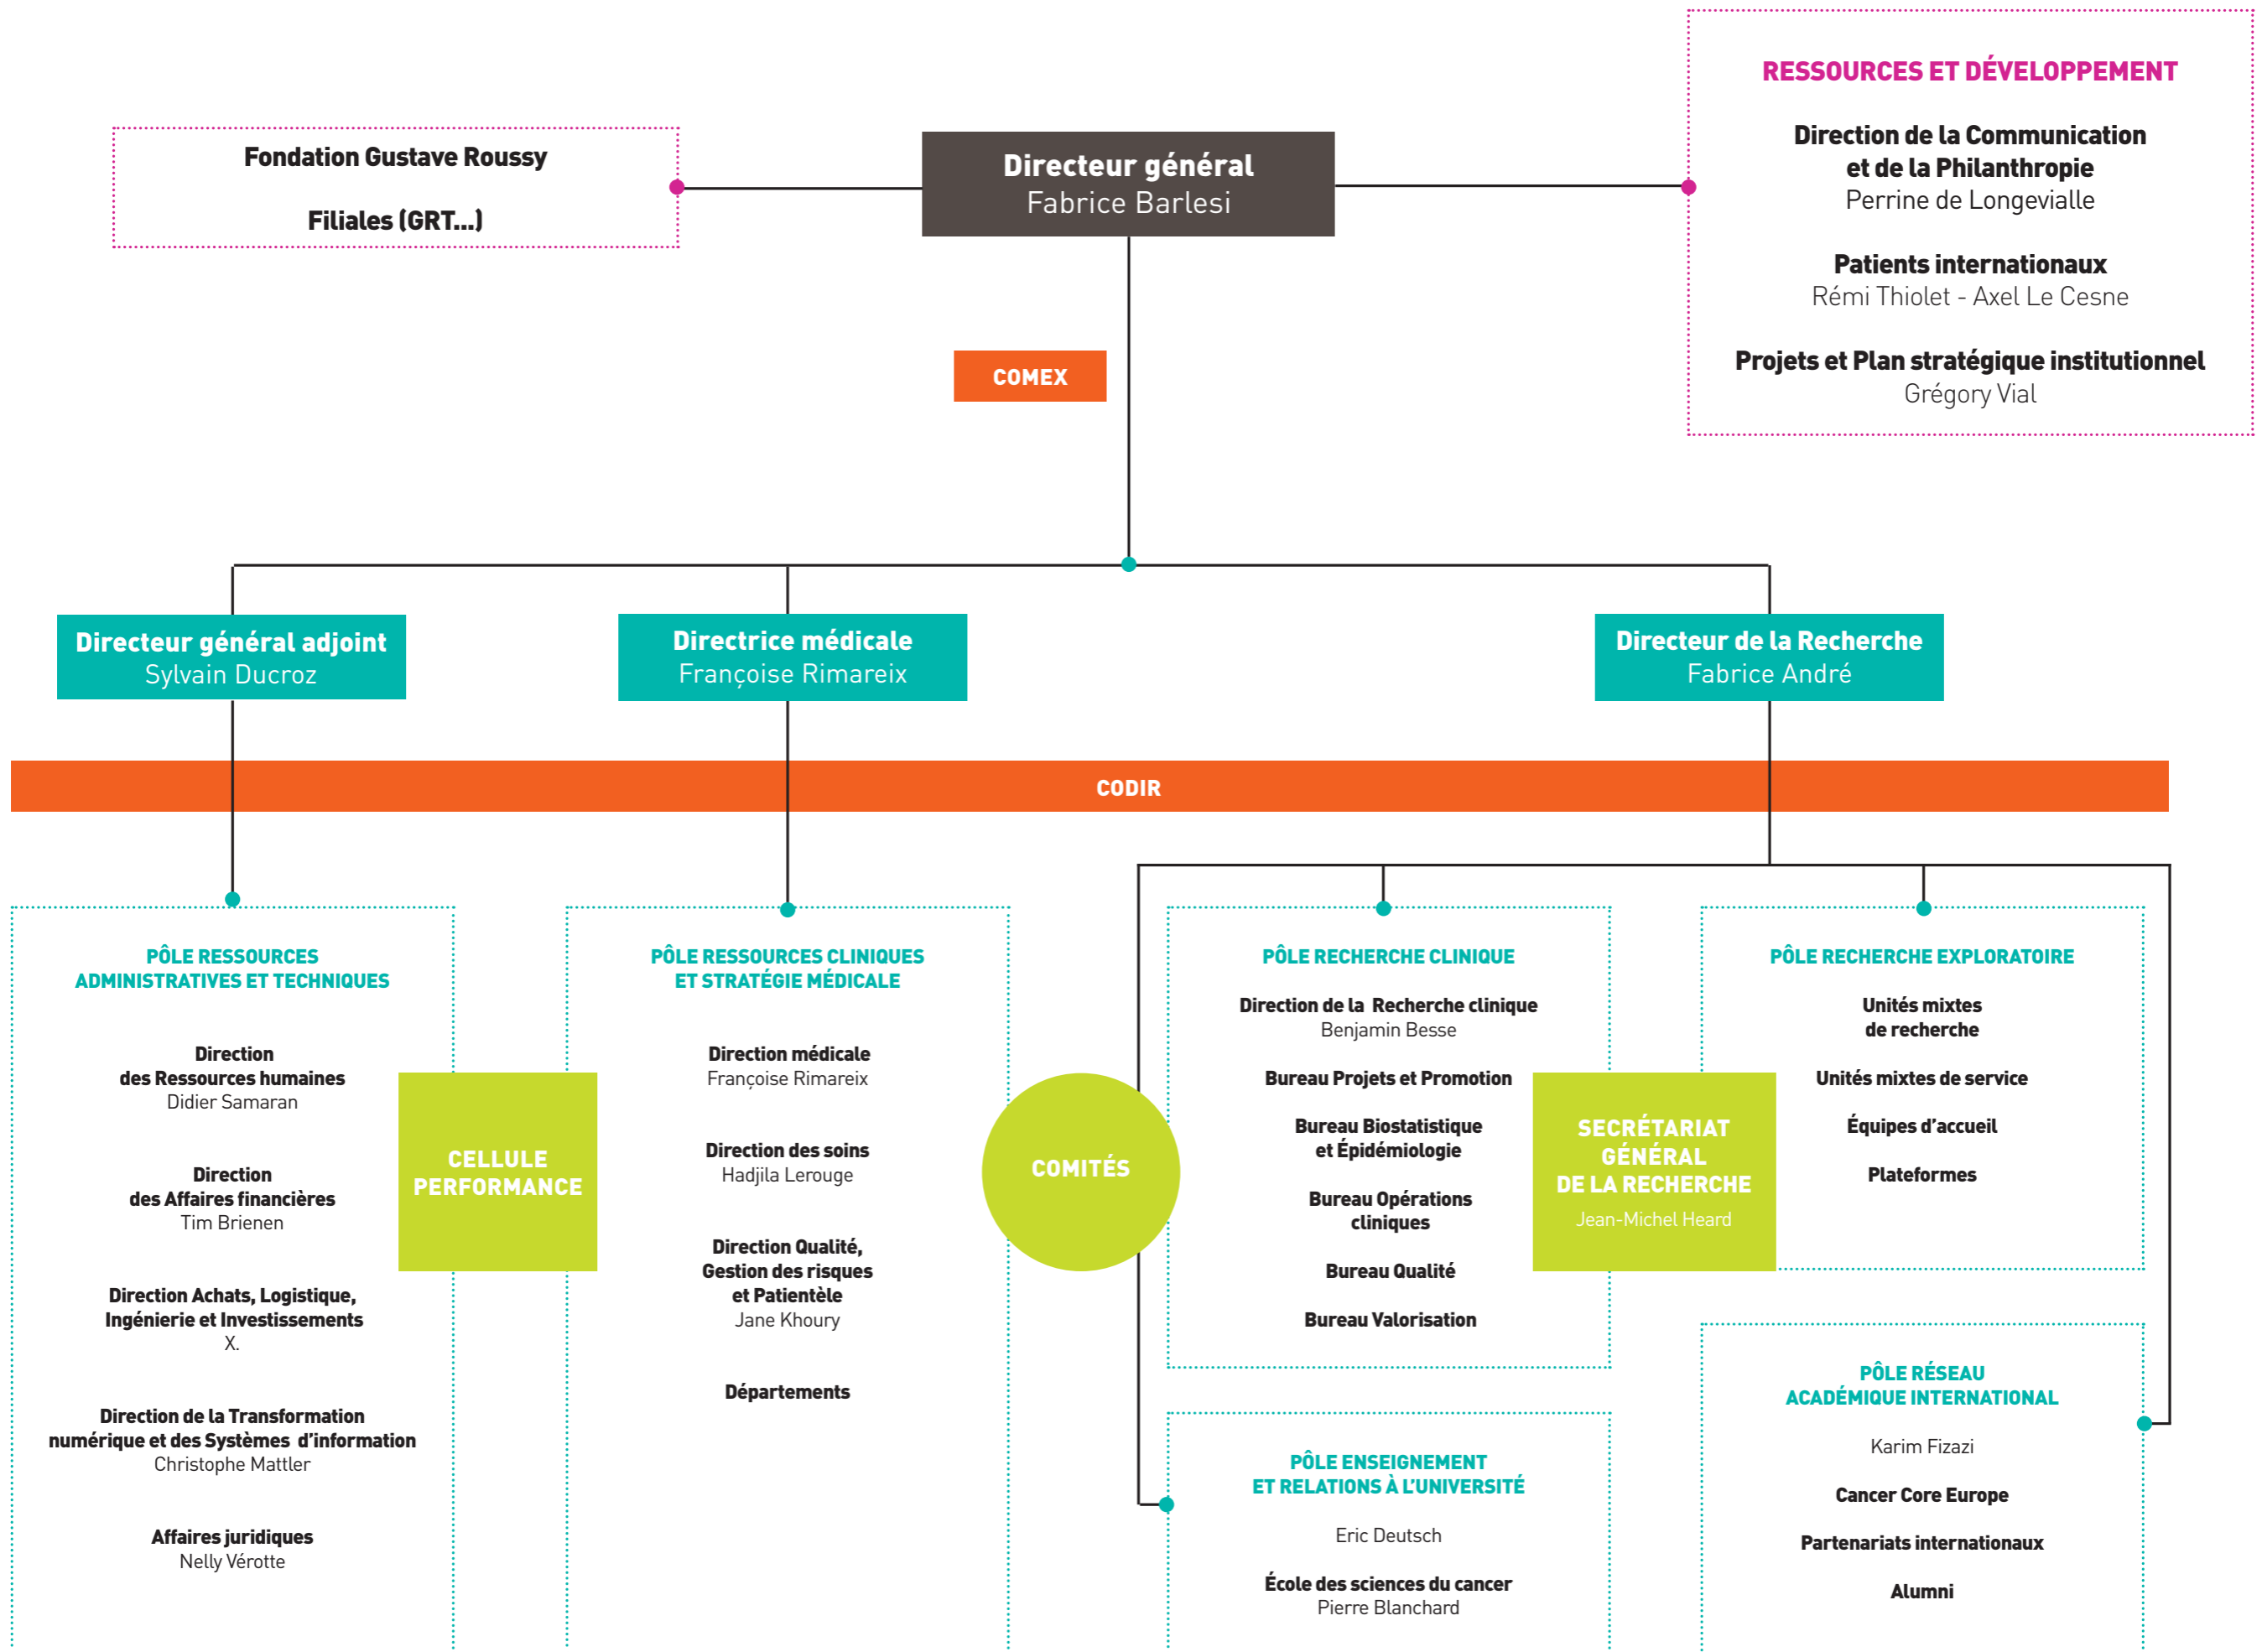 RESSOURCES ET DÉVELOPPEMENT
Direction de la Communication
et de la Philanthropie
Perrine de Longevialle
Patients internationaux
Rémi Thiolet - Axel Le Cesne
Projets et Plan stratégique institutionnel
Grégory Vial
Fondation Gustave Roussy
Filiales (GRT...)
Directeur général
Fabrice Barlesi
COMEX
Directeur général adjoint
Sylvain Ducroz
Directrice médicale
Françoise Rimareix
Directeur de la Recherche
Fabrice André
CODIR
PÔLE RESSOURCES
ADMINISTRATIVES ET TECHNIQUES
Direction
des Ressources humaines
Didier Samaran
Direction
des Affaires financières
Tim Brienen
Direction Achats, Logistique,
Ingénierie et Investissements
X.
Direction de la Transformation
numérique et des Systèmes d'information
Christophe Mattler
Affaires juridiques
Nelly Vérotte
CELLULE
PERFORMANCE
PÔLE RESSOURCES CLINIQUES
ET STRATÉGIE MÉDICALE
Direction médicale
Françoise Rimareix
Direction des soins
Hadjila Lerouge
Direction Qualité,
Gestion des risques
et Patientèle
Jane Khoury
Départements
COMITÉS
PÔLE RECHERCHE CLINIQUE
Direction de la Recherche clinique
Benjamin Besse
Bureau Projets et Promotion
Bureau Biostatistique
et Épidémiologie
Bureau Opérations
cliniques
Bureau Qualité
Bureau Valorisation
SECRÉTARIAT
GÉNÉRAL
DE LA RECHERCHE
Jean-Michel Heard
PÔLE RECHERCHE EXPLORATOIRE
Unités mixtes
de recherche
Unités mixtes de service
Équipes d'accueil
Plateformes
PÔLE ENSEIGNEMENT
ET RELATIONS À L'UNIVERSITÉ
Eric Deutsch
École des sciences du cancer
Pierre Blanchard
PÔLE RÉSEAU
ACADÉMIQUE INTERNATIONAL
Karim Fizazi
Cancer Core Europe
Partenariats internationaux
Alumni